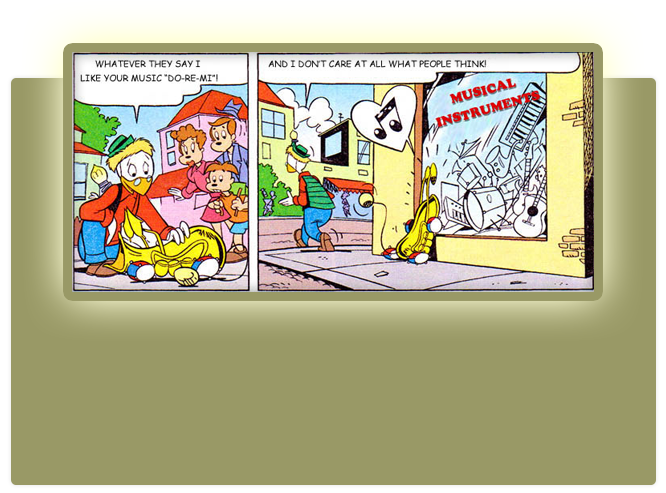 WHATEVER THEY SAY I
LIKE YOUR MUSIC "DO-RE-MI"!
AND I DON'T CARE AT ALL WHAT PEOPLE THINK!
MUSICAL
INSTRUMENTS